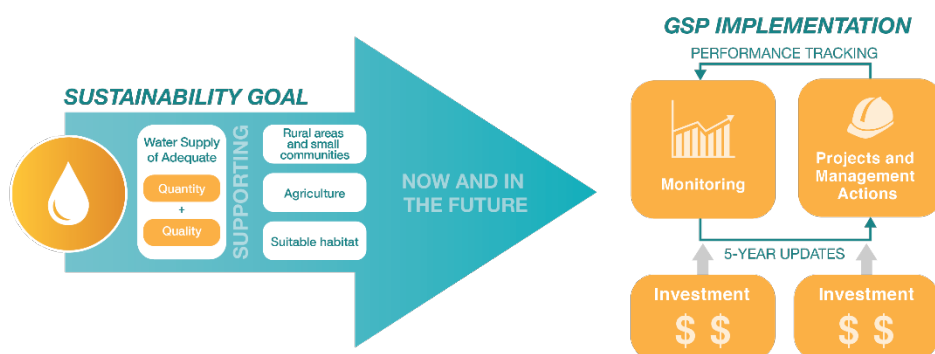 SUSTAINABILITY GOAL
Water Supply
of Adequate
Quantity
+
Quality
SUPPORTING
Rural areas
and small
communities
Agriculture
Suitable habitat
NOW AND IN
THE FUTURE
GSP IMPLEMENTATION
PERFORMANCE TRACKING
Monitoring
Projects and
Management
Actions
5-YEAR UPDATES
Investment
$ $
Investment
$ $